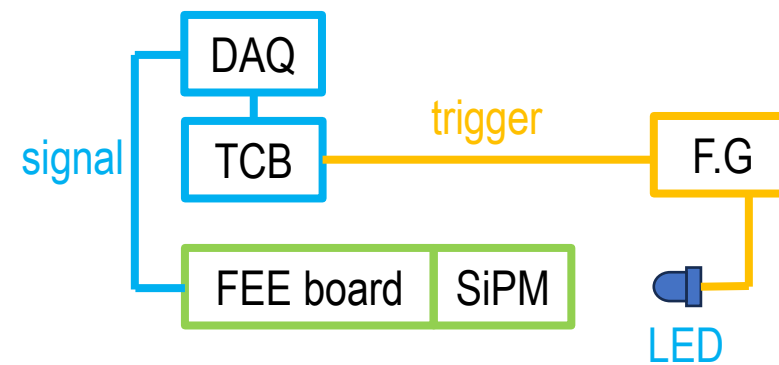 DAQ
trigger
signal
TCB
F.G
FEE board
SiPM
LED